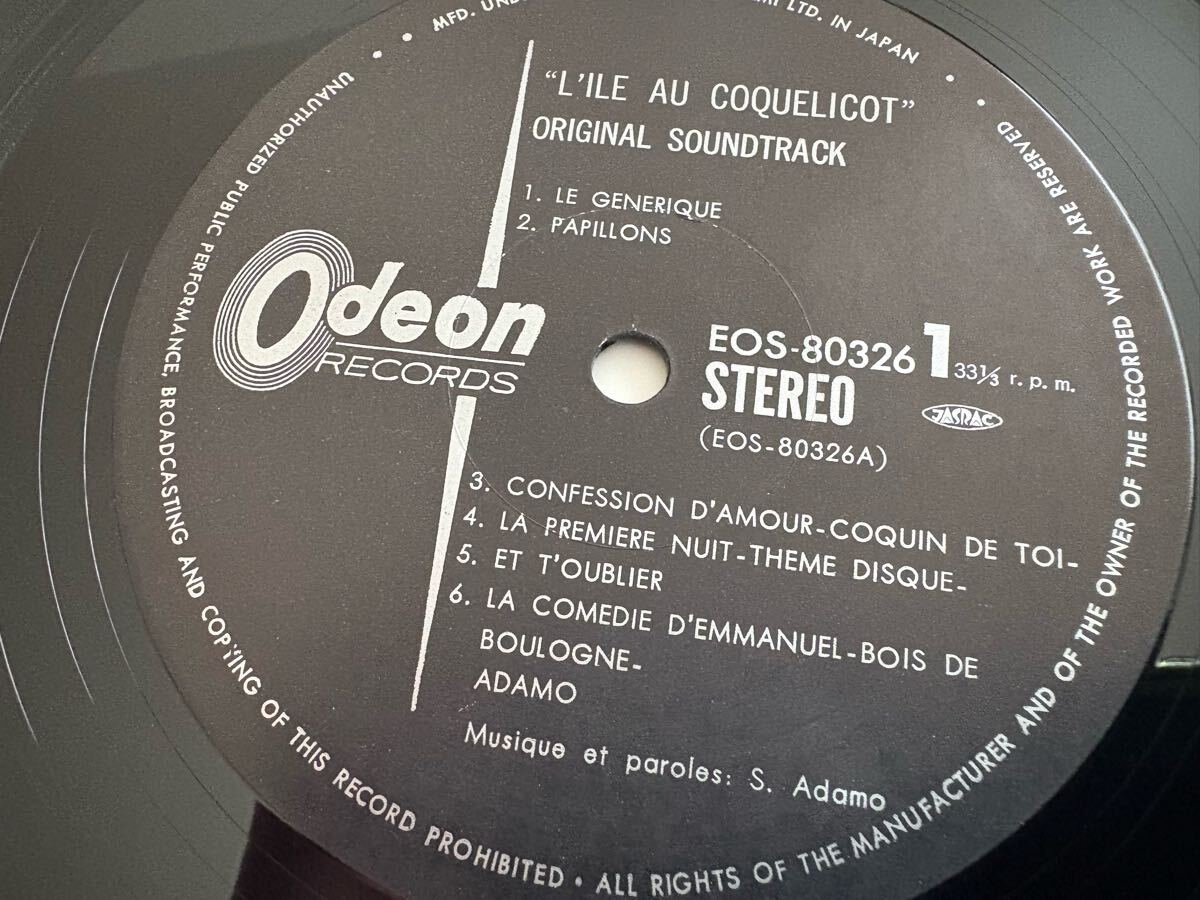 MFD. IN JAPAN
"L'ILE AU COQUELICOT"
ORIGINAL SOUNDTRACK
1. LE GENERIQUE
2. PAPILLONS
Odeon
RECORDS
EOS-80326 1 33⅓ r. p. m.
STEREO
JASRAC
(EOS-80326A)
3. CONFESSION D'AMOUR-COQUIN DE TOI-
4. LA PREMIERE NUIT-THEME DISQUE-
5. ET T'OUBLIER
6. LA COMEDIE D'EMMANUEL-BOIS DE
BOULOGNE-
ADAMO
Musique et paroles: S. Adamo
UNAUTHORIZED PUBLIC PERFORMANCE, BROADCASTING AND COPYING OF THIS RECORD PROHIBITED • ALL RIGHTS OF THE MANUFACTURER AND OF THE OWNER OF THE RECORDED WORK ARE RESERVED